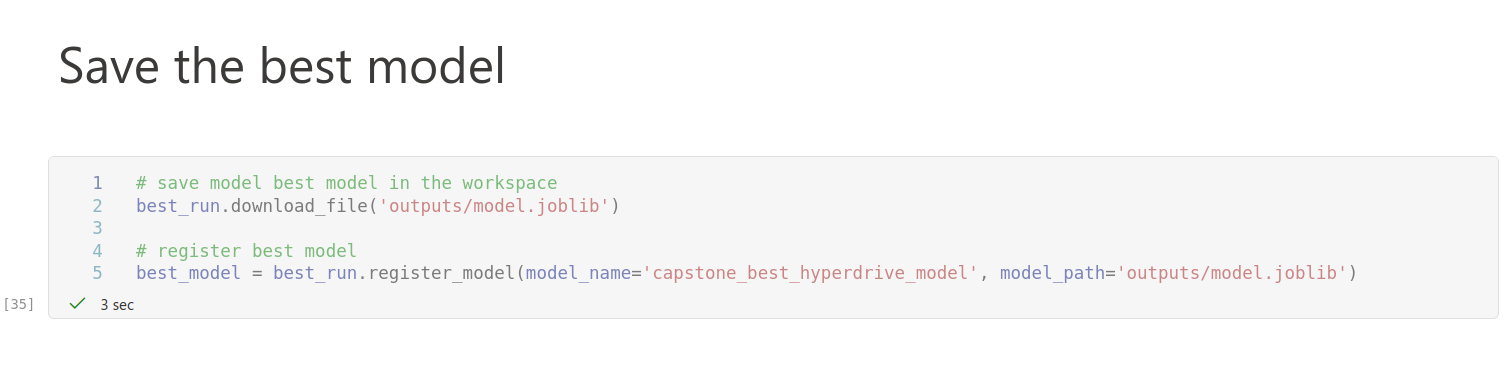 Save the best model
1 # save model best model in the workspace
2 best_run.download_file('outputs/model.joblib')
3
4 # register best model
5 best_model = best_run.register_model(model_name='capstone_best_hyperdrive_model', model_path='outputs/model.joblib')
[35] ✓ 3 sec